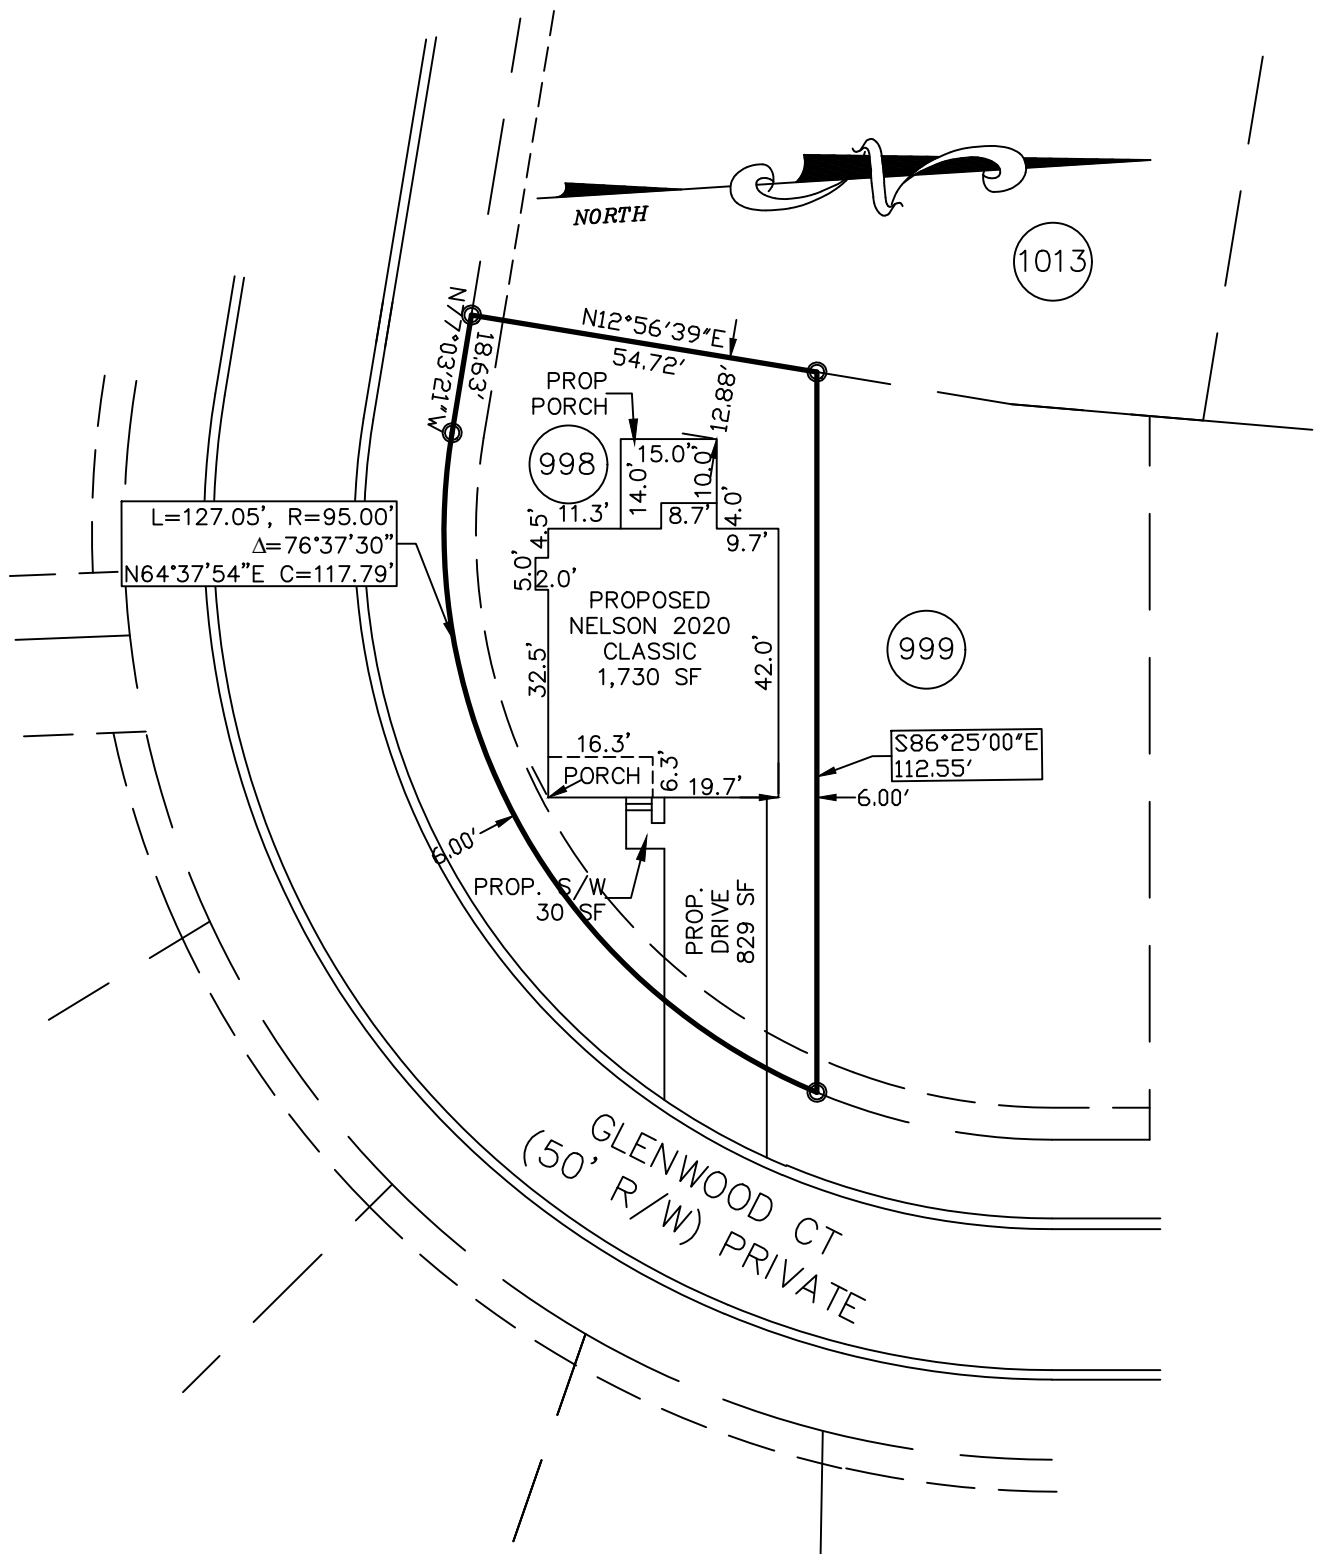 NORTH
1013
N12°56'39"E
54.72'
N77°03'21"W
18.63'
12.88'
PROP
PORCH
998
15.0'
14.0'
10.0'
11.3'
8.7'
4.0'
9.7'
4.5'
5.0'
2.0'
L=127.05', R=95.00'
Δ=76°37'30"
N64°37'54"E C=117.79'
PROPOSED
NELSON 2020
CLASSIC
1,730 SF
32.5'
42.0'
999
16.3'
PORCH
6.3'
19.7'
S86°25'00"E
112.55'
6.00'
6.00'
PROP. S/W
30 SF
PROP.
DRIVE
829 SF
GLENWOOD CT
(50' R/W) PRIVATE